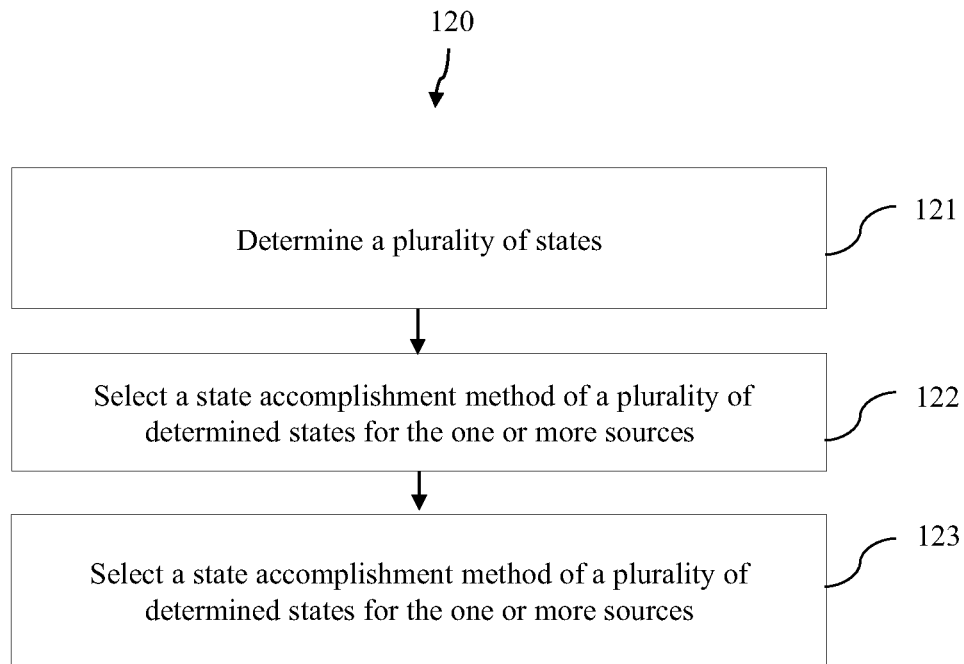 120
Determine a plurality of states
121
Select a state accomplishment method of a plurality of
determined states for the one or more sources
122
Select a state accomplishment method of a plurality of
determined states for the one or more sources
123